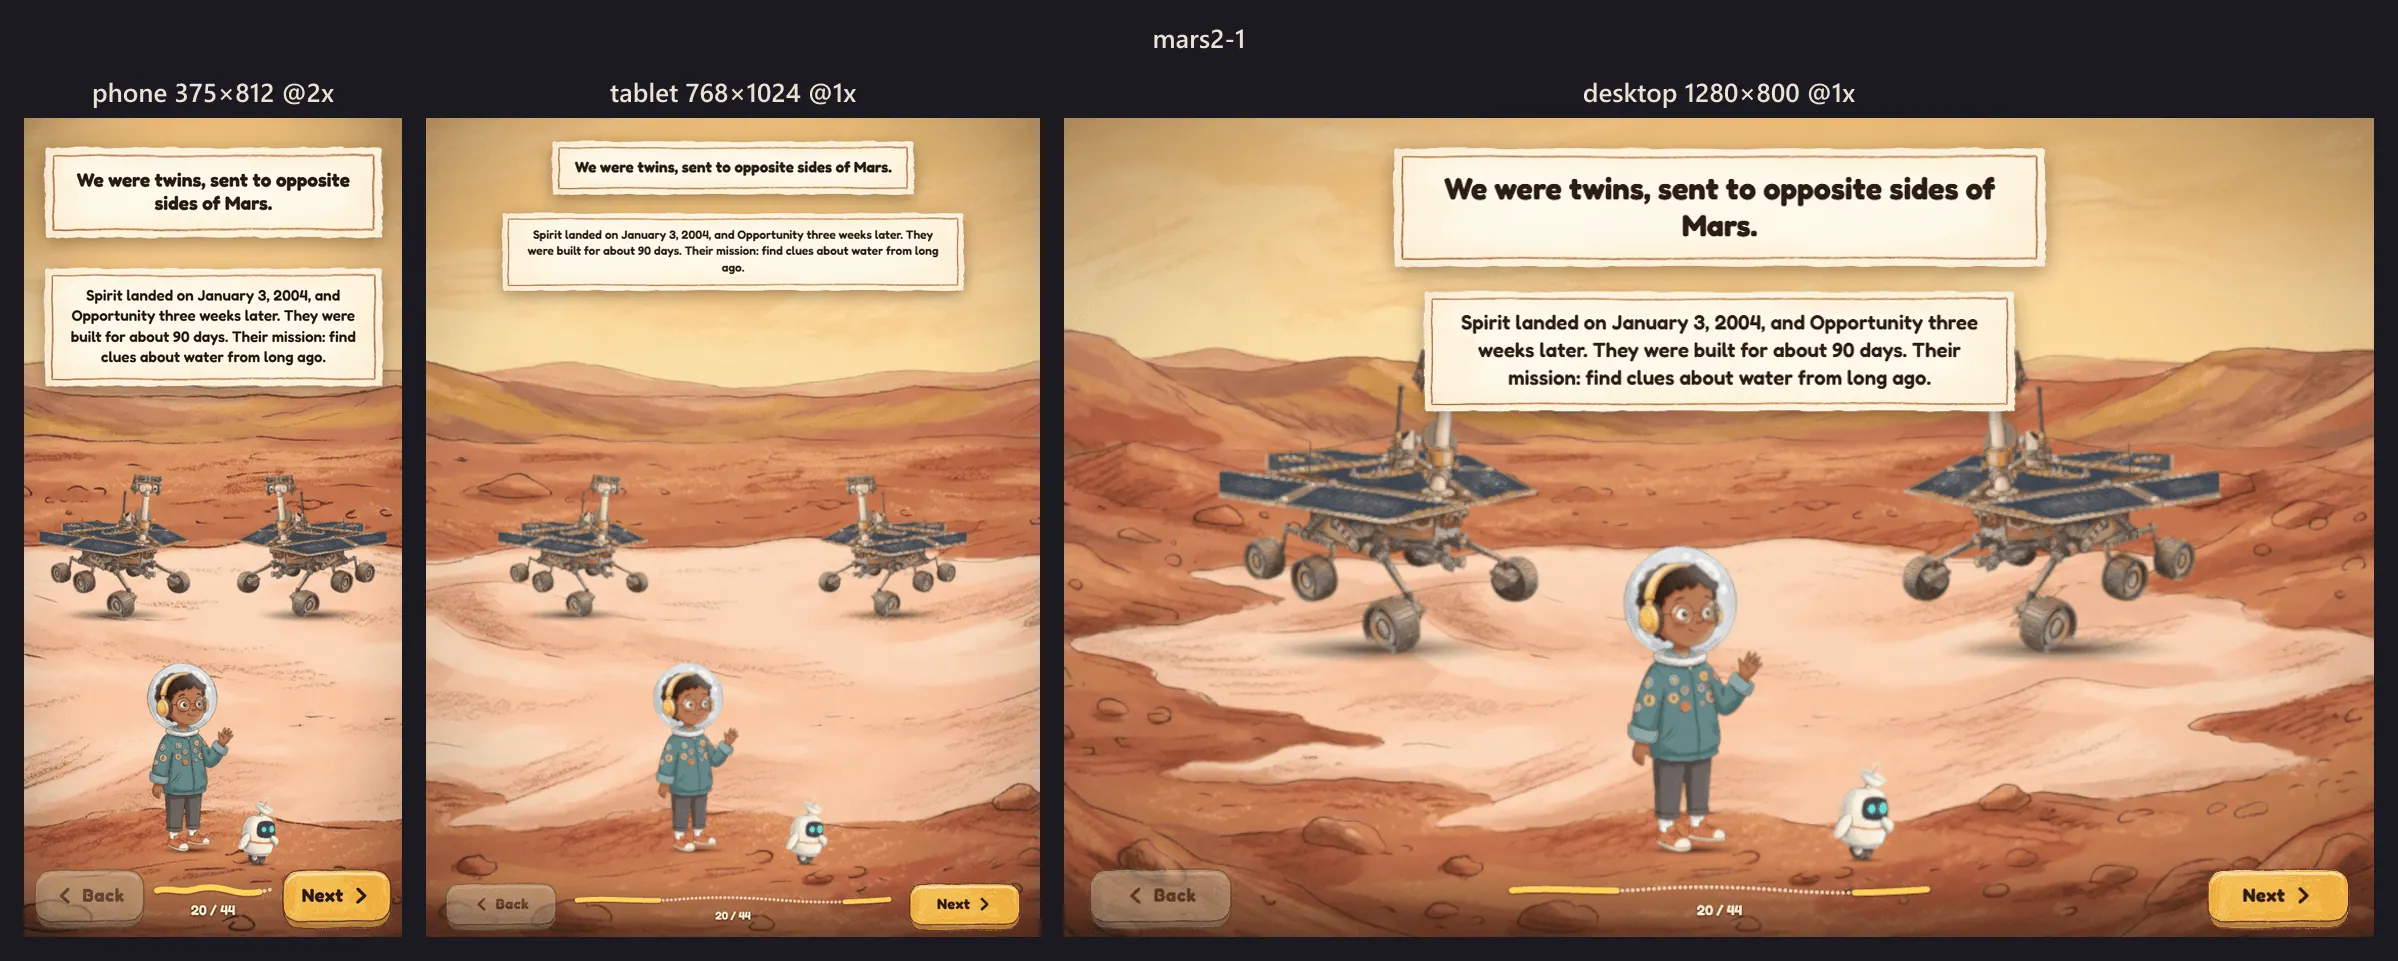 mars2-1
phone 375×812 @2x
tablet 768×1024 @1x
desktop 1280×800 @1x
We were twins, sent to opposite
sides of Mars.
Spirit landed on January 3, 2004, and
Opportunity three weeks later. They were
built for about 90 days. Their mission: find
clues about water from long ago.
Back
20 / 44
Next
We were twins, sent to opposite sides of Mars.
Spirit landed on January 3, 2004, and Opportunity three weeks later. They
were built for about 90 days. Their mission: find clues about water from long
ago.
Back
20 / 44
Next
We were twins, sent to opposite sides of
Mars.
Spirit landed on January 3, 2004, and Opportunity three
weeks later. They were built for about 90 days. Their
mission: find clues about water from long ago.
Back
20 / 44
Next